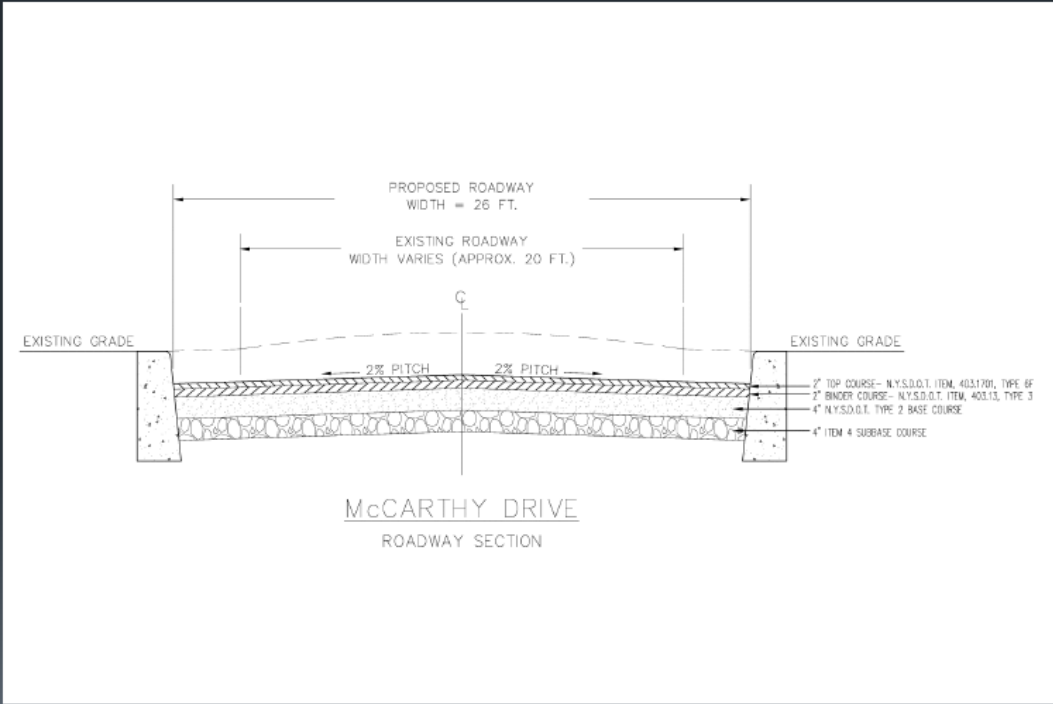 PROPOSED ROADWAY
WIDTH = 26 FT.
EXISTING ROADWAY
WIDTH VARIES (APPROX. 20 FT.)
℄
EXISTING GRADE
EXISTING GRADE
2% PITCH
2% PITCH
2" TOP COURSE- N.Y.S.D.O.T. ITEM, 403.1701, TYPE 6F
2" BINDER COURSE- N.Y.S.D.O.T. ITEM, 403.13, TYPE 3
4" N.Y.S.D.O.T. TYPE 2 BASE COURSE
4" ITEM 4 SUBBASE COURSE
McCARTHY DRIVE
ROADWAY SECTION